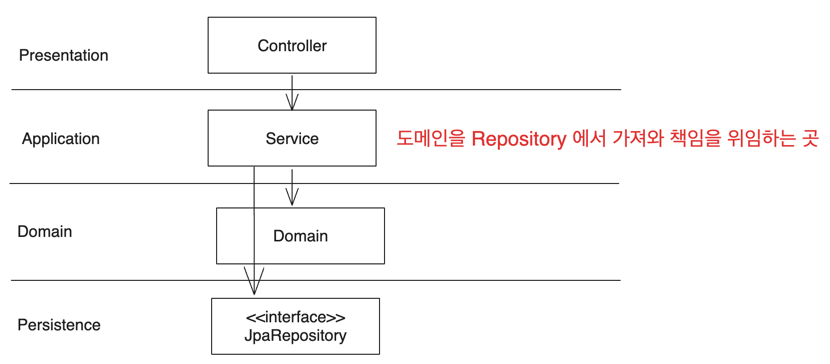 Controller
Presentation
Application
Service
도메인을 Repository 에서 가져와 책임을 위임하는 곳
Domain
Domain
<<interface>>
Persistence
JpaRepository